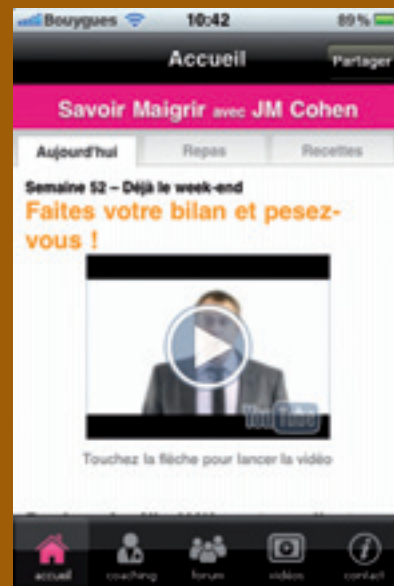 Bouygues 10:42 89%
Accueil Partager
Savoir Maigrir avec JM Cohen
Aujourd'hui Repas Recettes
Semaine 52 – Déjà le week-end
Faites votre bilan et pesez-
vous !
YouTube
Touchez la flèche pour lancer la vidéo
accueil coaching forum vidéos contact